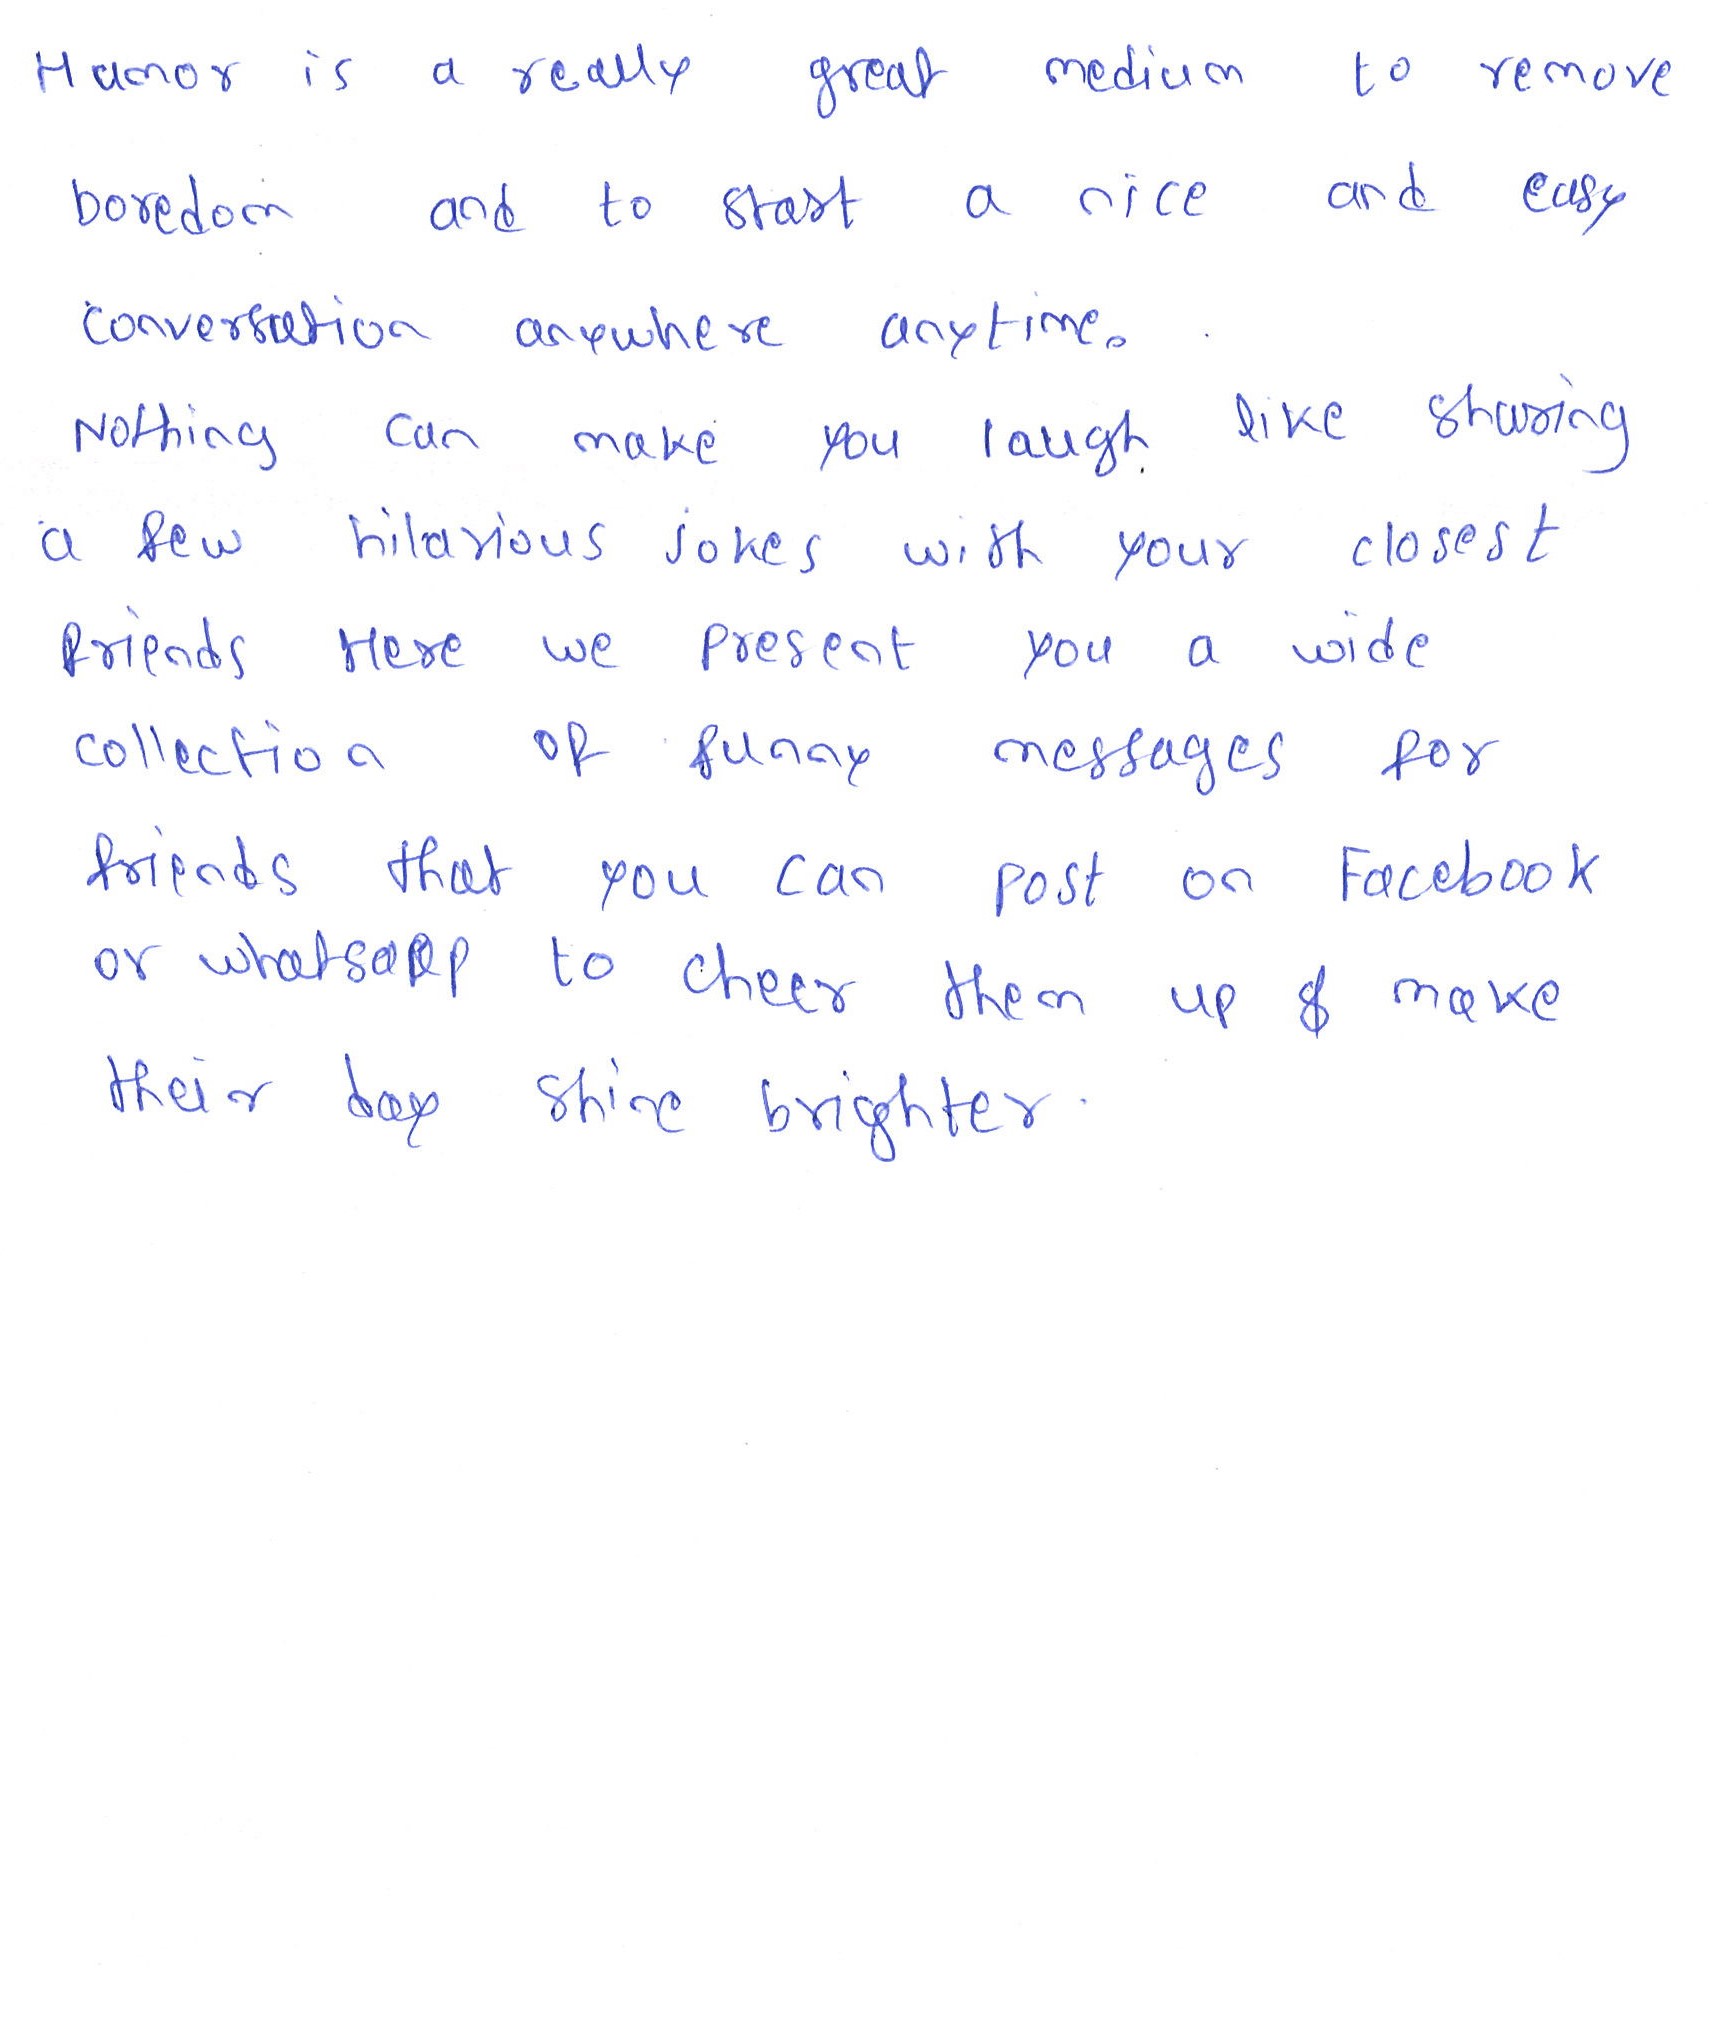 Humor is a really great medium to remove
boredom and to start a nice and easy
conversation anywhere anytime.
Nothing can make you laugh like sharing
a few hilarious jokes with your closest
friends Here we present you a wide
collection of funny messages for
friends that you can post on Facebook
or whatsapp to cheer them up & make
their day shine brighter.